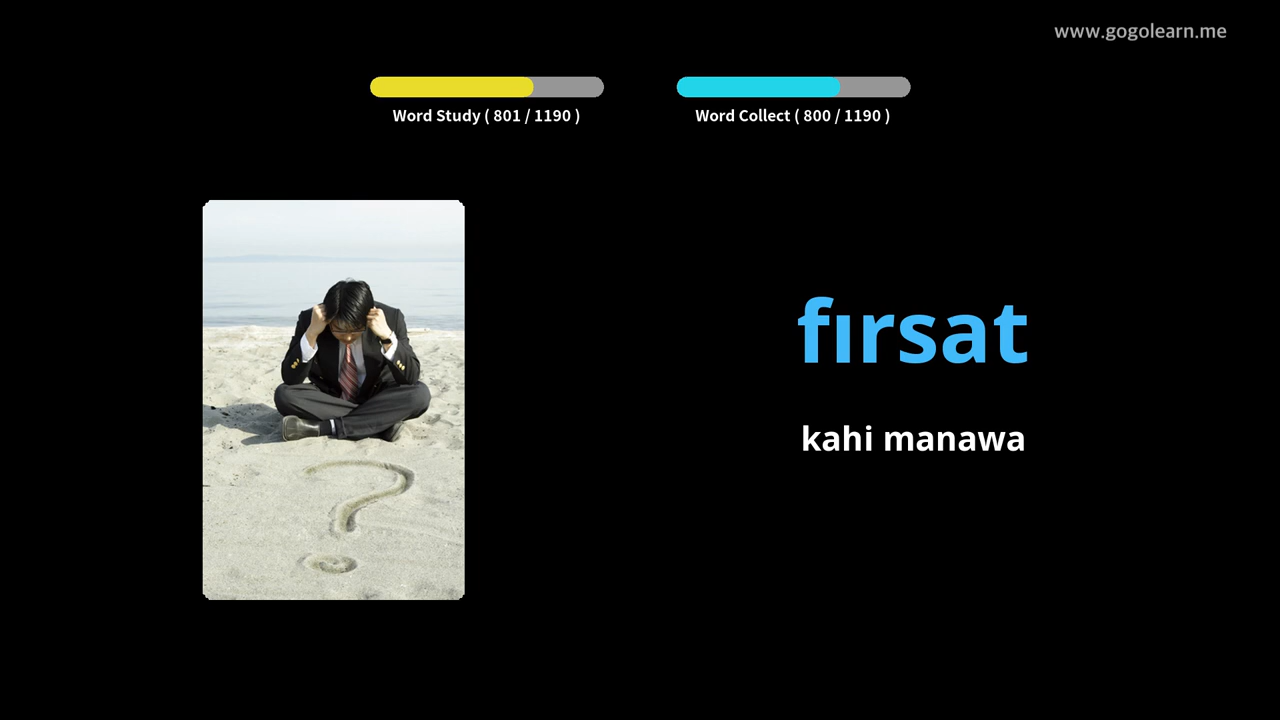 www.gogolearn.me
Word Study ( 801 / 1190 )
Word Collect ( 800 / 1190 )
fırsat
kahi manawa
?